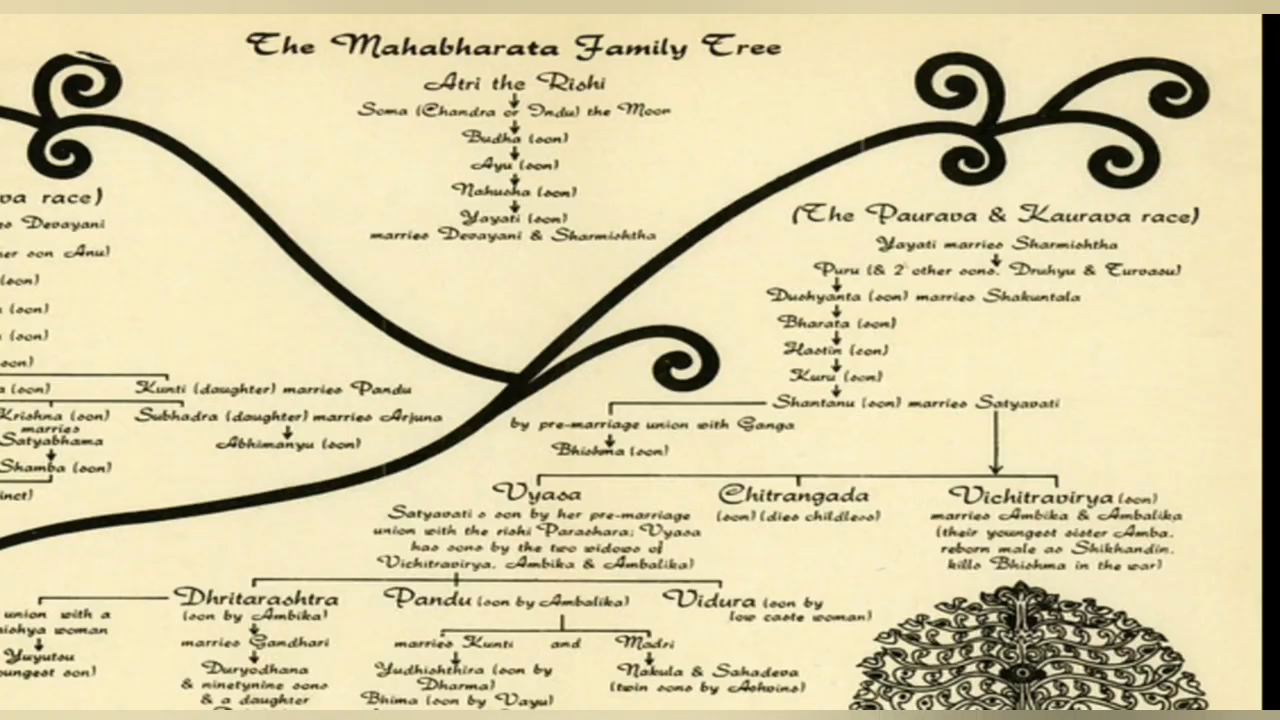 The Mahabharata Family Tree
Atri the Rishi
Soma (Chandra or Indu) the Moon
Budha (son)
Ayu (son)
Nahusha (son)
Yayati (son)
marries Devayani & Sharmishtha
va race)
Devayani
son Anu)
(son)
(son)
(son)
son)
(son)
Kunti (daughter) marries Pandu
Krishna (son)
marries
Satyabhama
Shamba (son)
Subhadra (daughter) marries Arjuna
Abhimanyu (son)
(The Paurava & Kaurava race)
Yayati marries Sharmishtha
Puru (& 2 other sons, Druhyu & Turvasu)
Dushyanta (son) marries Shakuntala
Bharata (son)
Hastin (son)
Kuru (son)
Shantanu (son) marries Satyavati
by pre-marriage union with Ganga
Bhishma (son)
Vyasa
Satyavati s son by her pre-marriage
union with the rishi Parashara; Vyasa
has sons by the two widows of
Vichitravirya, Ambika & Ambalika)
Chitrangada
(son) (dies childless)
Vichitravirya (son)
marries Ambika & Ambalika
(their youngest sister Amba,
reborn male as Shikhandin,
kills Bhishma in the war)
union with a
woman
Yuyutsu
son)
Dhritarashtra
(son by Ambika)
marries Gandhari
Duryodhana
& ninetynine sons
& a daughter
Pandu (son by Ambalika)
marries Kunti and Madri
Yudhishthira (son by
Dharma)
Bhima (son by Vayu)
Nakula & Sahadeva
(twin sons by Ashvins)
Vidura (son by
low caste woman)